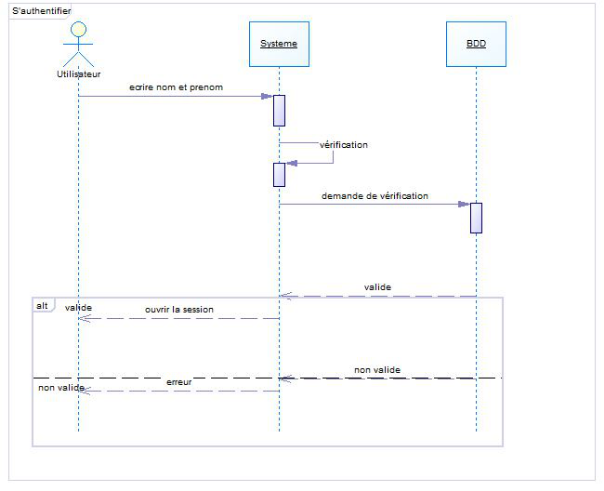 S'authentifier
Systeme
BDD
Utilisateur
ecrire nom et prenom
vérification
demande de vérification
valide
alt
valide
ouvrir la session
non valide
erreur
non valide